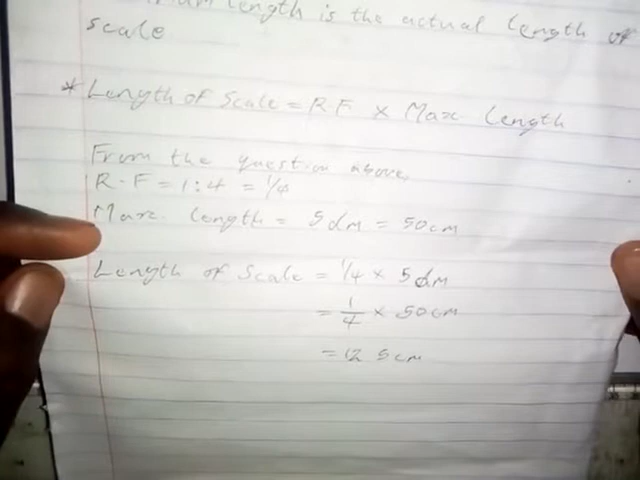 length is the actual length of
scale
* Length of Scale = R F × Max length
From the question above,
R.F = 1:4 = 1/4
Max length = 5dm = 50cm
Length of Scale = 1/4 × 5dm
= 1/4 × 50cm
= 12 5cm